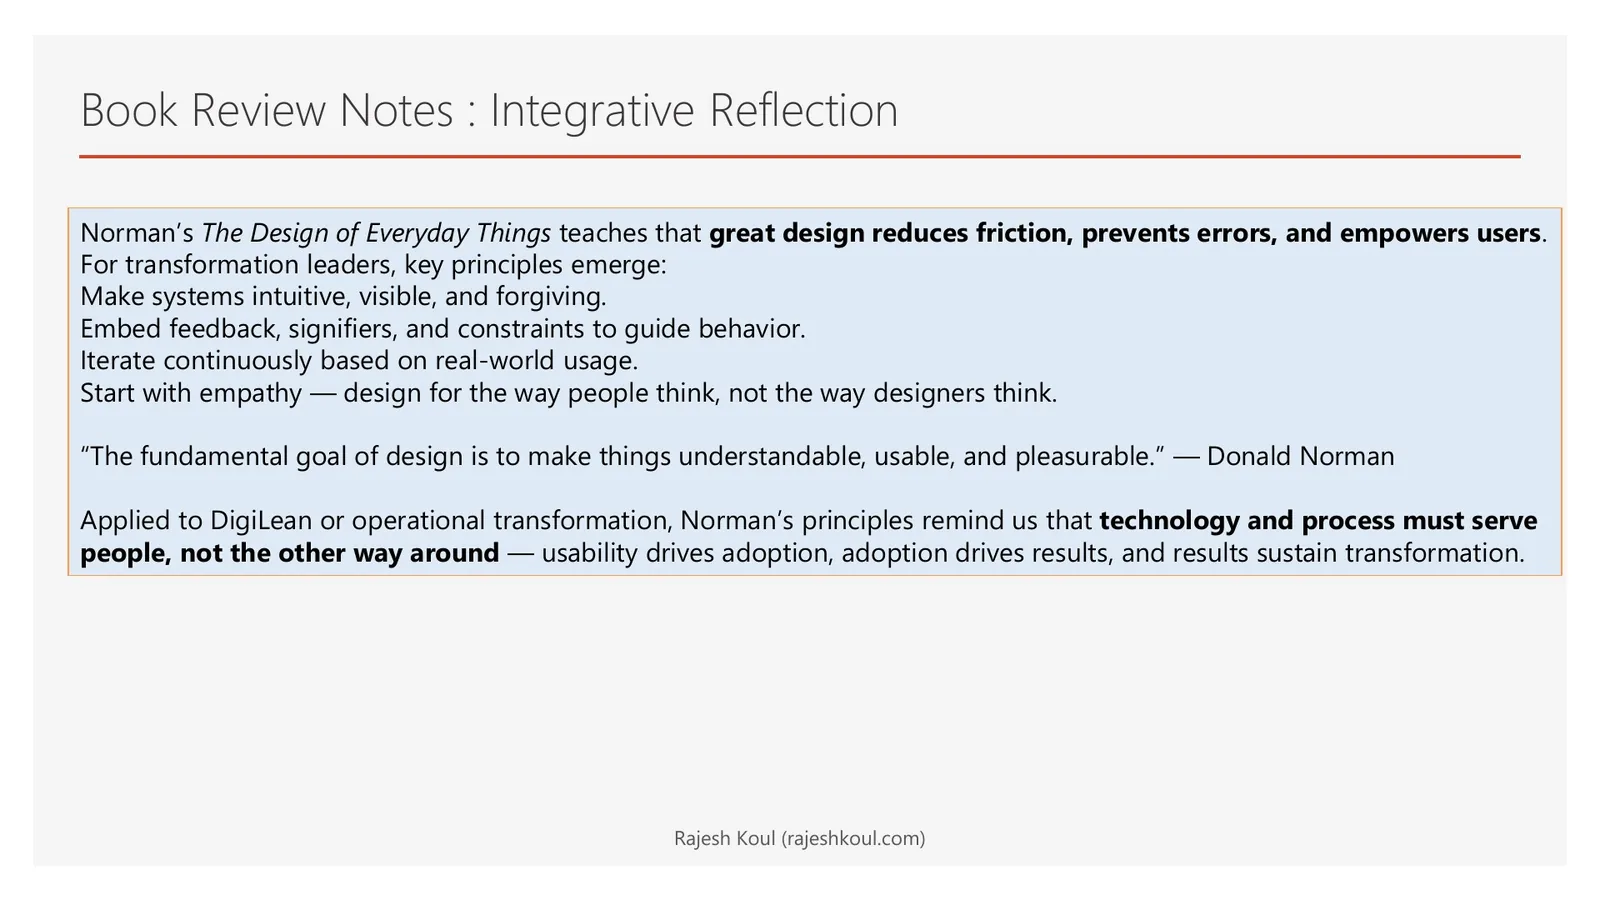 Book Review Notes : Integrative Reflection
Norman’s The Design of Everyday Things teaches that great design reduces friction, prevents errors, and empowers users.
For transformation leaders, key principles emerge:
Make systems intuitive, visible, and forgiving.
Embed feedback, signifiers, and constraints to guide behavior.
Iterate continuously based on real-world usage.
Start with empathy — design for the way people think, not the way designers think.
“The fundamental goal of design is to make things understandable, usable, and pleasurable.” — Donald Norman
Applied to DigiLean or operational transformation, Norman’s principles remind us that technology and process must serve
people, not the other way around — usability drives adoption, adoption drives results, and results sustain transformation.
Rajesh Koul (rajeshkoul.com)